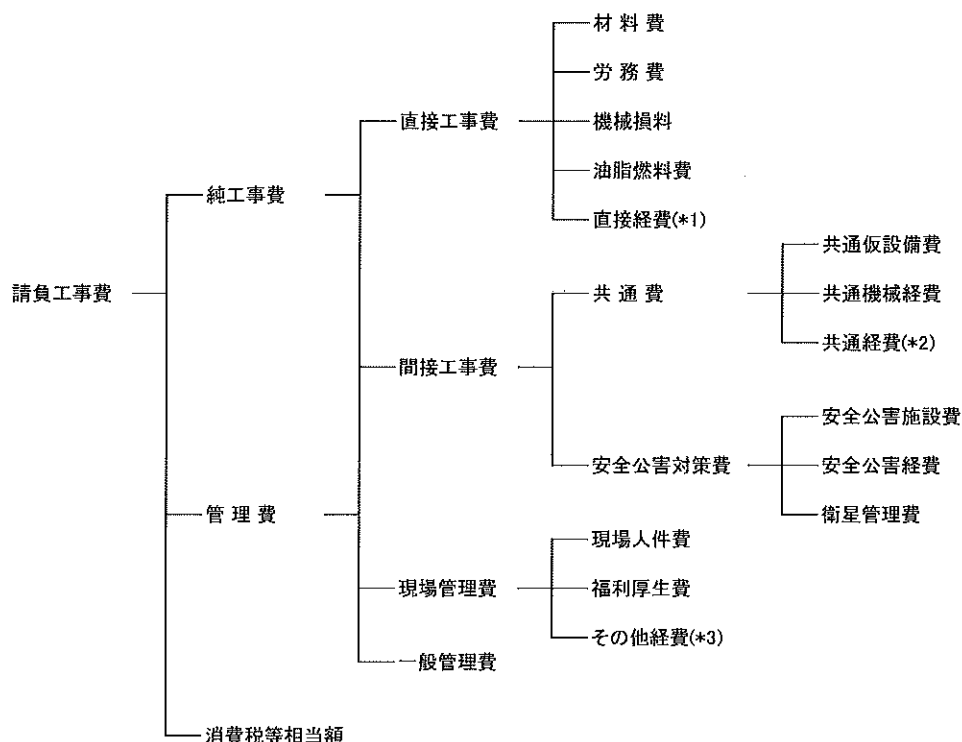 材料費
労務費
直接工事費
機械損料
油脂燃料費
純工事費
直接経費(*1)
共通仮設備費
請負工事費
共通費
共通機械経費
共通経費(*2)
間接工事費
安全公害施設費
安全公害対策費
安全公害経費
管理費
衛星管理費
現場人件費
現場管理費
福利厚生費
その他経費(*3)
一般管理費
消費税等相当額